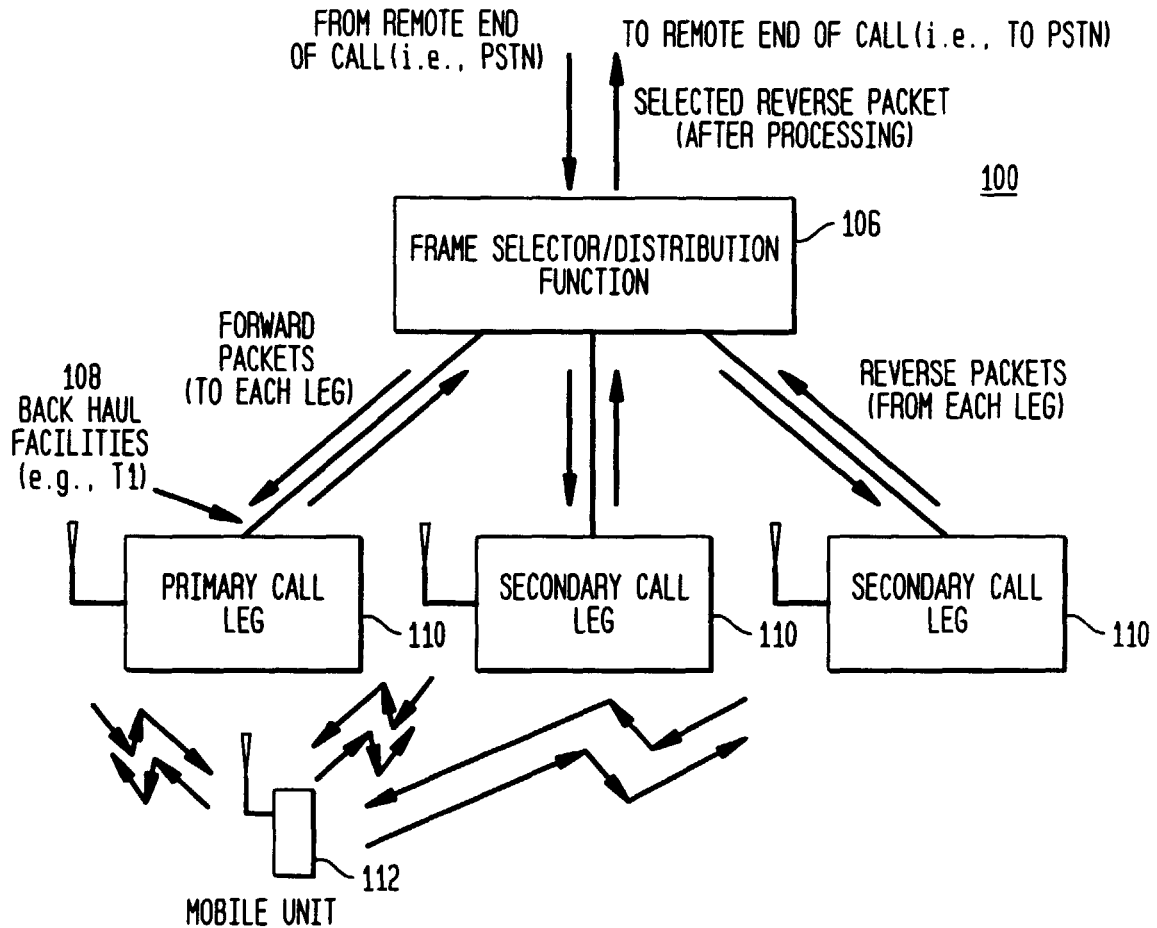 FROM REMOTE END
OF CALL(i.e., PSTN)
TO REMOTE END OF CALL(i.e., TO PSTN)
SELECTED REVERSE PACKET
(AFTER PROCESSING)
100
FRAME SELECTOR/DISTRIBUTION
FUNCTION
106
FORWARD
PACKETS
(TO EACH LEG)
108
BACK HAUL
FACILITIES
(e.g., T1)
REVERSE PACKETS
(FROM EACH LEG)
PRIMARY CALL
LEG
110
SECONDARY CALL
LEG
110
SECONDARY CALL
LEG
110
112
MOBILE UNIT